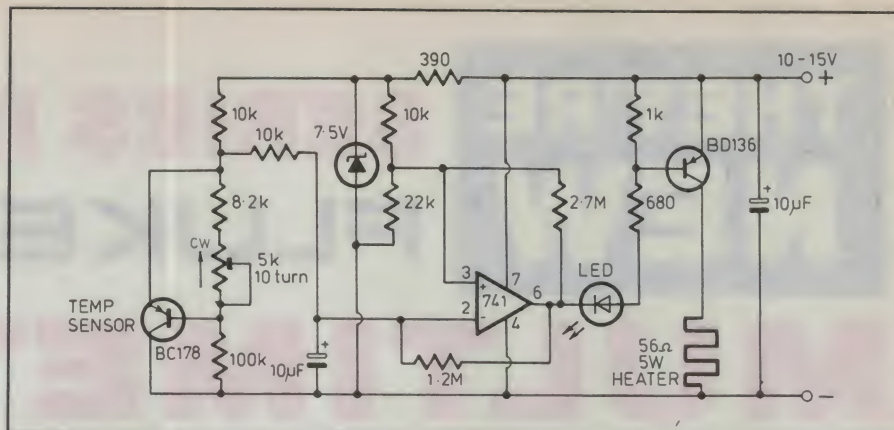 390
10-15V
+
10k
10k
7·5V
10k
1k
BD136
8·2k
22k
2·7M
+
10µF
CW
5k
10 turn
3
+
7
LED
741
6
2
-
4
TEMP
SENSOR
BC178
100k
+
10µF
1·2M
680
56Ω
5W
HEATER
-